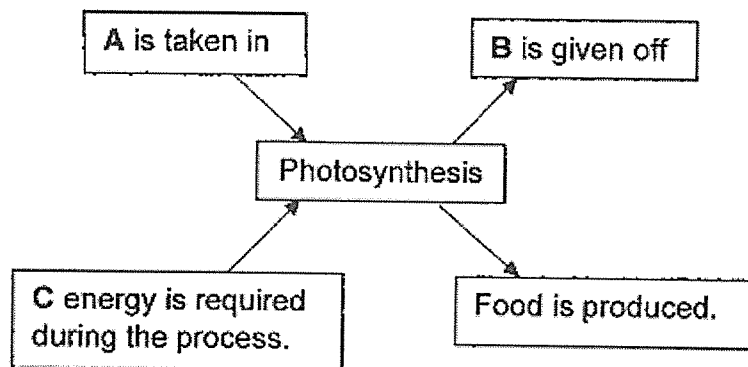 A is taken in
B is given off
Photosynthesis
C energy is required
during the process.
Food is produced.